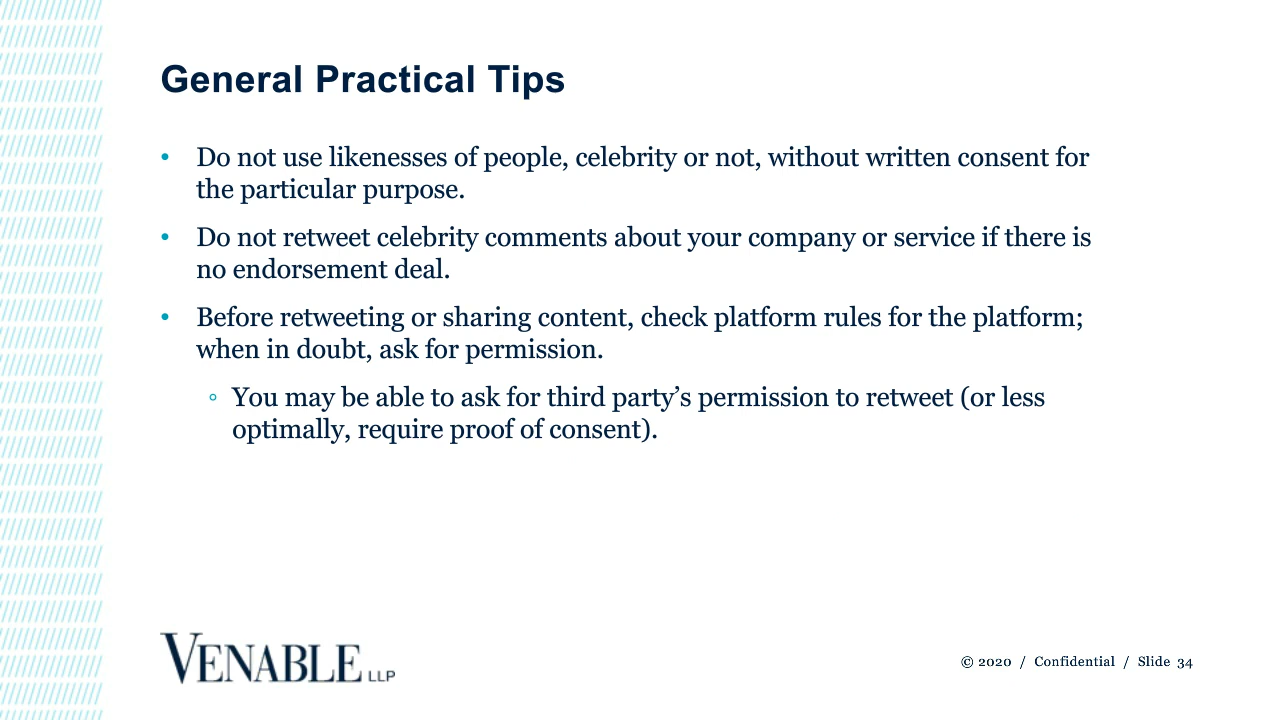 General Practical Tips
• Do not use likenesses of people, celebrity or not, without written consent for
the particular purpose.
• Do not retweet celebrity comments about your company or service if there is
no endorsement deal.
• Before retweeting or sharing content, check platform rules for the platform;
when in doubt, ask for permission.
◦ You may be able to ask for third party’s permission to retweet (or less
optimally, require proof of consent).
VENABLE LLP
© 2020 / Confidential / Slide 34